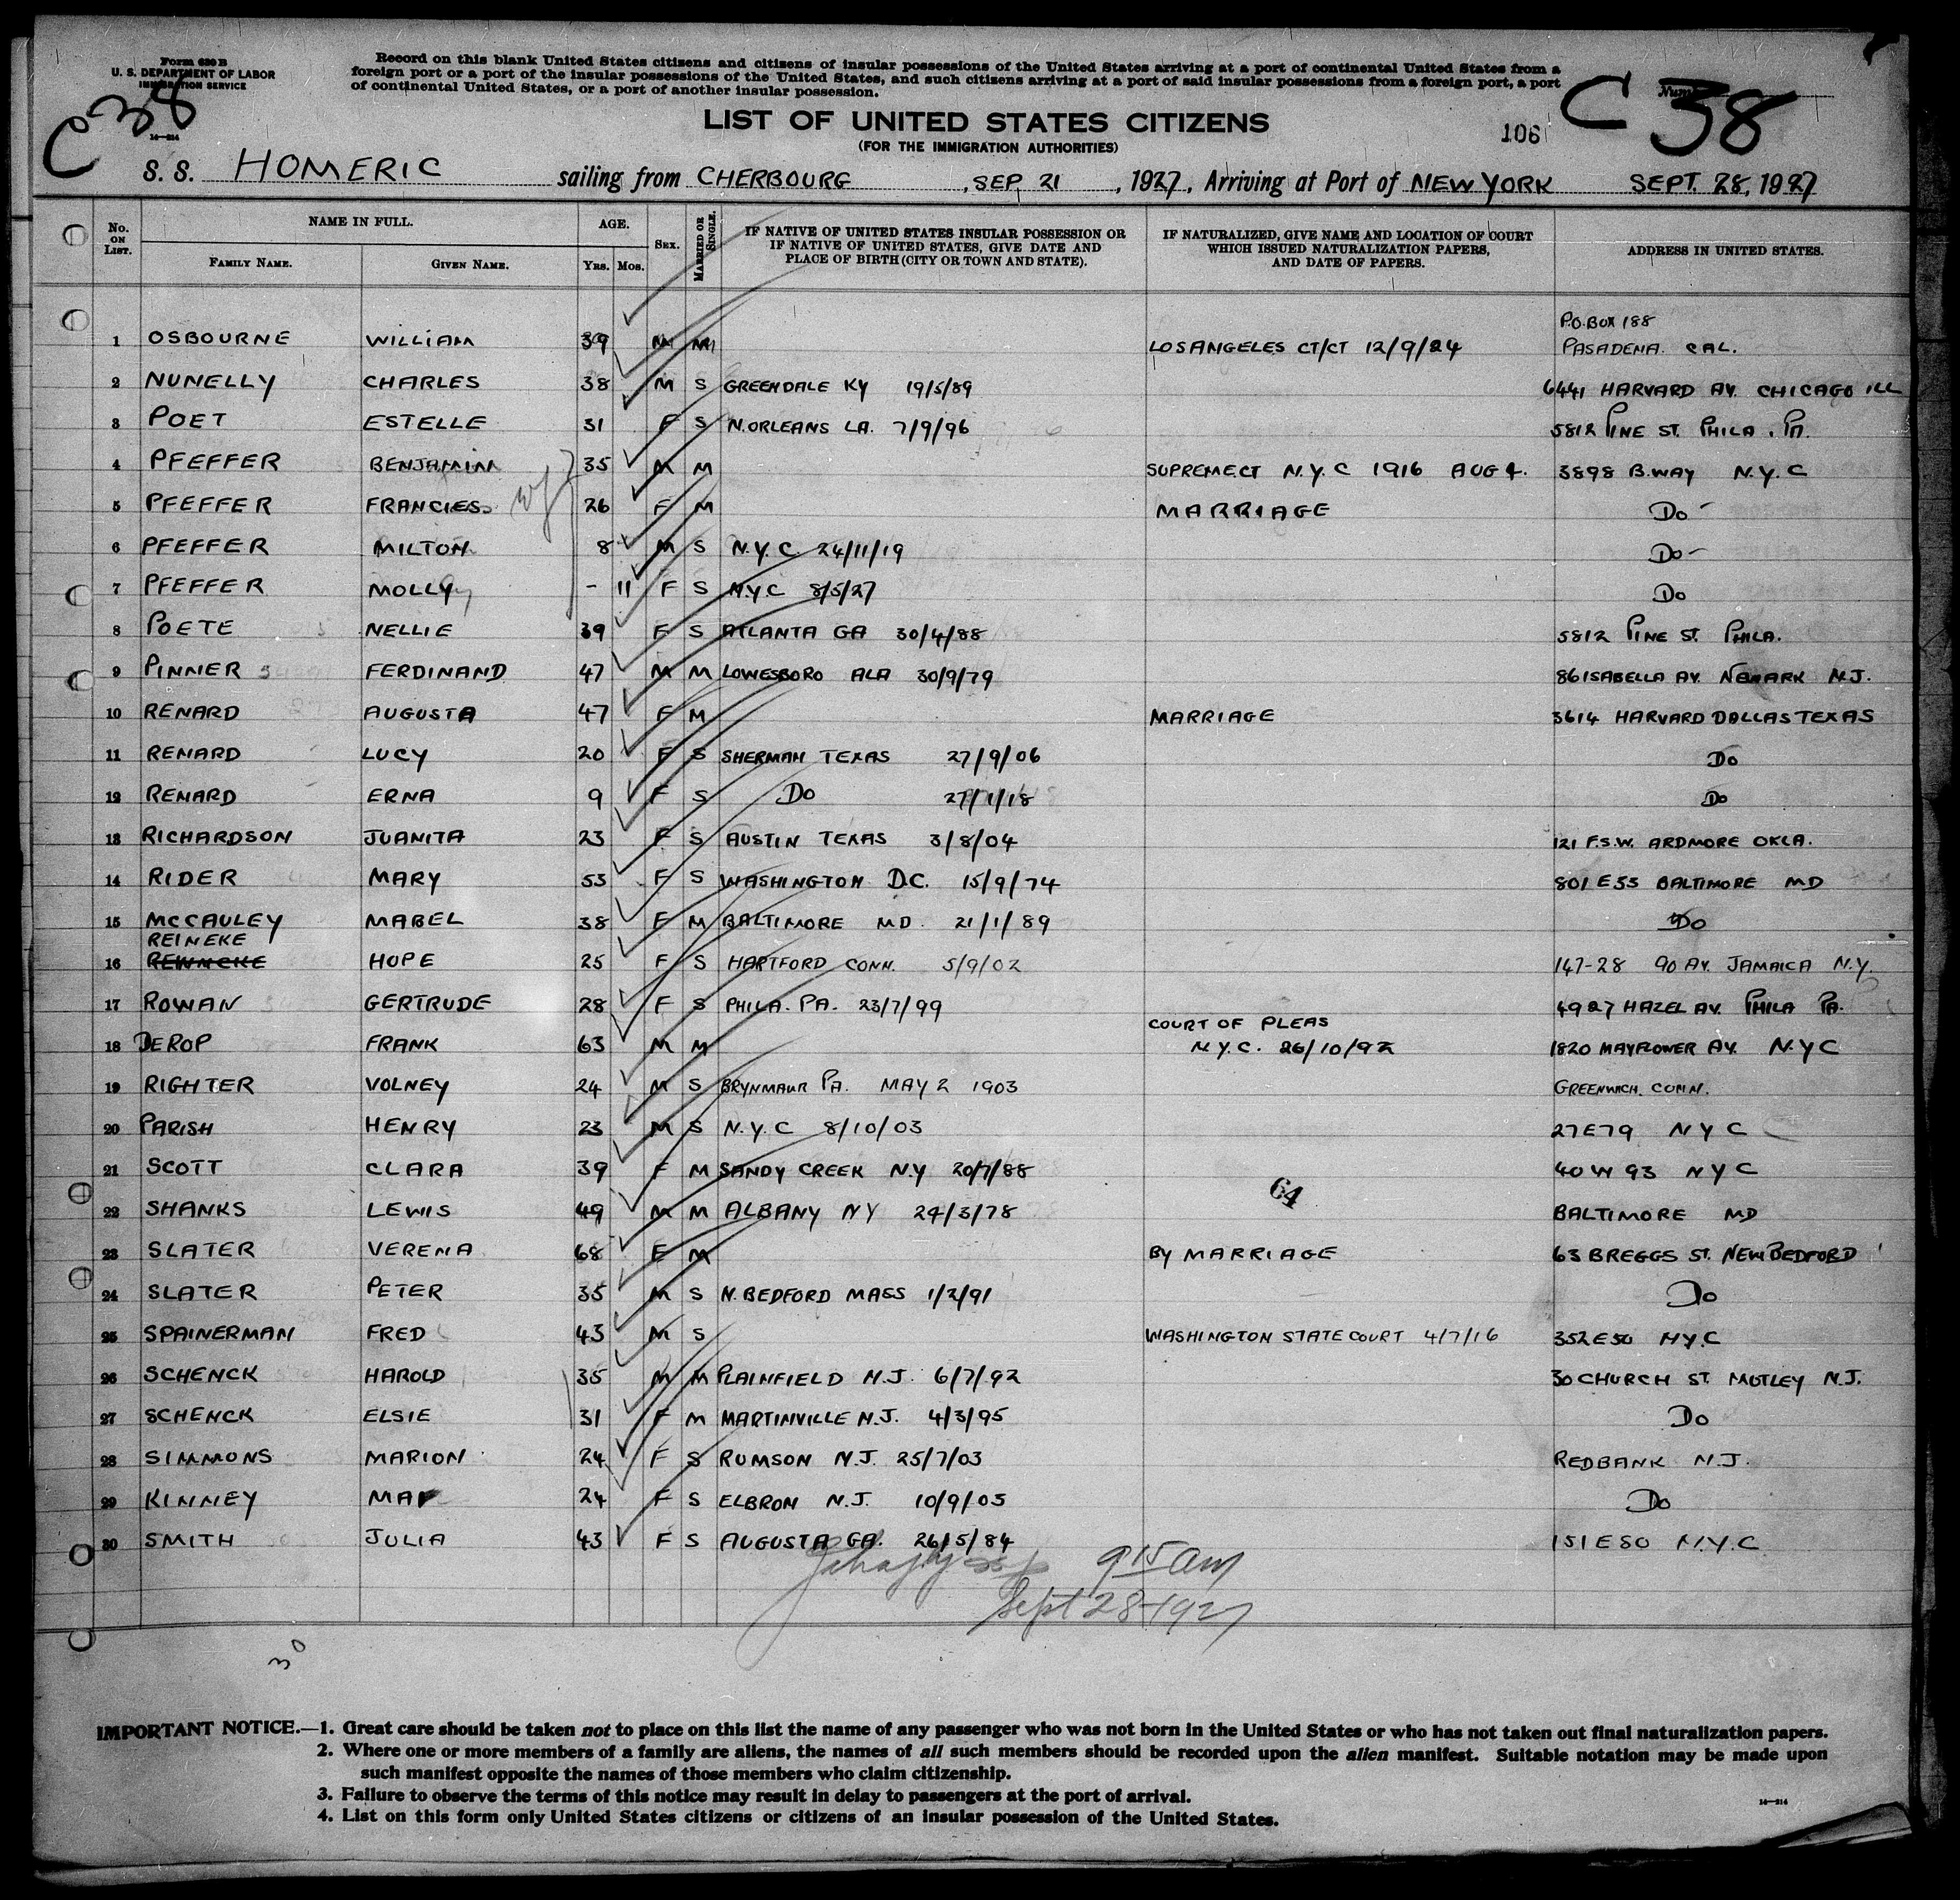 Form 630 B
U. S. DEPARTMENT OF LABOR
IMMIGRATION SERVICE
14—214
C 38
Record on this blank United States citizens and citizens of insular possessions of the United States arriving at a port of continental United States from a
foreign port or a port of the insular possessions of the United States, and such citizens arriving at a port of said insular possessions from a foreign port, a port
of continental United States, or a port of another insular possession.
LIST OF UNITED STATES CITIZENS
(FOR THE IMMIGRATION AUTHORITIES)
106
C 38
S. S. HOMERIC sailing from CHERBOURG, SEP. 21, 1927, Arriving at Port of NEW YORK SEPT. 28, 1927
No. ON LIST. NAME IN FULL. FAMILY NAME. GIVEN NAME. AGE. YRS. MOS. SEX. MARRIED OR SINGLE. IF NATIVE OF UNITED STATES INSULAR POSSESSION OR IF NATIVE OF UNITED STATES, GIVE DATE AND PLACE OF BIRTH (CITY OR TOWN AND STATE). IF NATURALIZED, GIVE NAME AND LOCATION OF COURT WHICH ISSUED NATURALIZATION PAPERS, AND DATE OF PAPERS. ADDRESS IN UNITED STATES.
1 OSBOURNE WILLIAM 39 M M LOS ANGELES CT/CT 12/9/24 P.O. BOX 188 PASADENA. CAL.
2 NUNELLY CHARLES 38 M S GREENDALE KY 19/5/89 6441 HARVARD AV. CHICAGO ILL
3 POET ESTELLE 31 F S N.ORLEANS LA. 7/9/96 5812 PINE ST. PHILA. PA.
4 PFEFFER BENJAMIN 35 M M SUPREMECT N.Y.C 1916 AUG 4. 3898 B.WAY N.Y.C
5 PFEFFER FRANCIES 26 F M MARRIAGE DO
6 PFEFFER MILTON 8 M S N.Y.C. 24/11/19 DO
7 PFEFFER MOLLY - 11 F S N.Y.C 8/5/27 DO
8 POETE NELLIE 39 F S ATLANTA GA 30/4/88 5812 PINE ST. PHILA.
9 PINNER FERDINAND 47 M M LOWESBORO ALA 30/9/79 86 ISABELLA AV. NEWARK N.J.
10 RENARD AUGUSTA 47 F M MARRIAGE 3614 HARVARD DALLAS TEXAS
11 RENARD LUCY 20 F S SHERMAN TEXAS 27/9/06 DO
12 RENARD ERNA 9 F S DO 27/1/18 DO
13 RICHARDSON JUANITA 23 F S AUSTIN TEXAS 3/8/04 121 F.S.W. ARDMORE OKLA.
14 RIDER MARY 53 F S WASHINGTON D.C. 15/9/74 801 E 33 BALTIMORE MD
15 MCCAULEY MABEL 38 F M BALTIMORE MD. 21/1/89 DO
REINEKE
16 HOPE 25 F S HARTFORD CONN. 5/9/02 147-28 90 AV. JAMAICA N.Y.
17 ROWAN GERTRUDE 28 F S PHILA. PA. 23/7/99 4927 HAZEL AV. PHILA PA.
18 DEROP FRANK 63 M M COURT OF PLEAS N.Y.C. 26/10/92 1820 MAYFLOWER AV. N.Y C
19 RIGHTER VOLNEY 24 M S BRYNMAUR PA. MAY 2 1903 GREENWICH. CONN.
20 PARISH HENRY 23 M S N.Y.C 8/10/03 27 E 79 N Y C
21 SCOTT CLARA 39 F M SANDY CREEK N.Y 20/7/88 40 W 93 N Y C
64
22 SHANKS LEWIS 49 M M ALBANY NY 24/3/78 BALTIMORE MD
23 SLATER VERENA 68 F M BY MARRIAGE 63 BREGGS ST. NEW BEDFORD
24 SLATER PETER 35 M S N. BEDFORD MASS 1/2/91 DO
25 SPAINERMAN FRED 43 M S WASHINGTON STATE COURT 4/7/16 352 E 50 N.Y.C
26 SCHENCK HAROLD 35 M M PLAINFIELD N.J. 6/7/92 30 CHURCH ST. MUTLEY N.J.
27 SCHENCK ELSIE 31 F M MARTINVILLE N.J. 4/3/95 DO
28 SIMMONS MARION 24 F S RUMSON N.J. 25/7/03 REDBANK N.J.
29 KINNEY MAE 24 F S ELBRON N.J. 10/9/03 DO
30 SMITH JULIA 43 F S AUGUSTA GA. 26/5/84 151 E 80 N.Y.C
9 15 am
Sept 28-1927
30
IMPORTANT NOTICE.—1. Great care should be taken not to place on this list the name of any passenger who was not born in the United States or who has not taken out final naturalization papers.
2. Where one or more members of a family are aliens, the names of all such members should be recorded upon the alien manifest. Suitable notation may be made upon
such manifest opposite the names of those members who claim citizenship.
3. Failure to observe the terms of this notice may result in delay to passengers at the port of arrival.
4. List on this form only United States citizens or citizens of an insular possession of the United States.
14—214